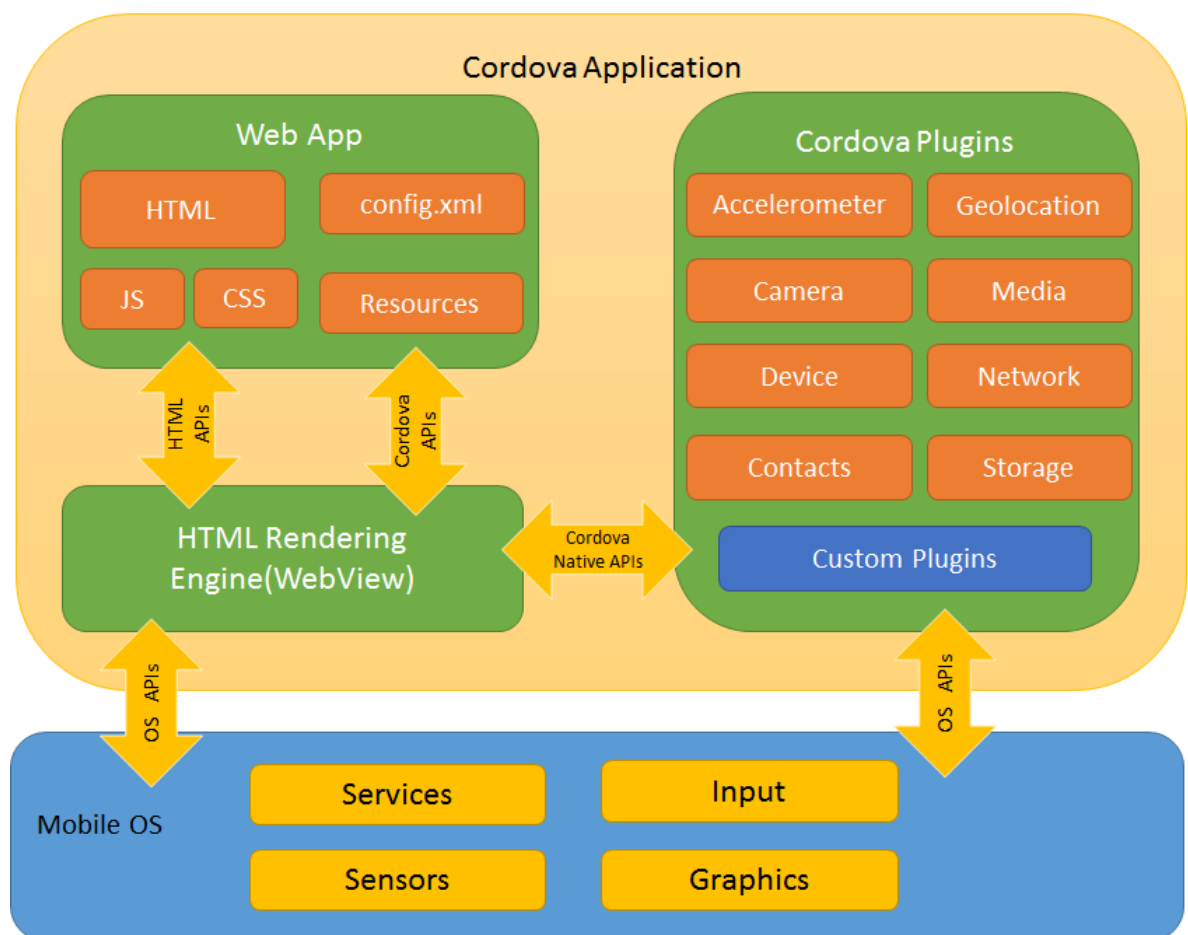 Cordova Application
Web App
HTML
config.xml
JS
CSS
Resources
HTML
APIs
Cordova
APIs
HTML Rendering
Engine(WebView)
Cordova
Native APIs
Cordova Plugins
Accelerometer
Geolocation
Camera
Media
Device
Network
Contacts
Storage
Custom Plugins
OS APIs
OS APIs
Mobile OS
Services
Input
Sensors
Graphics